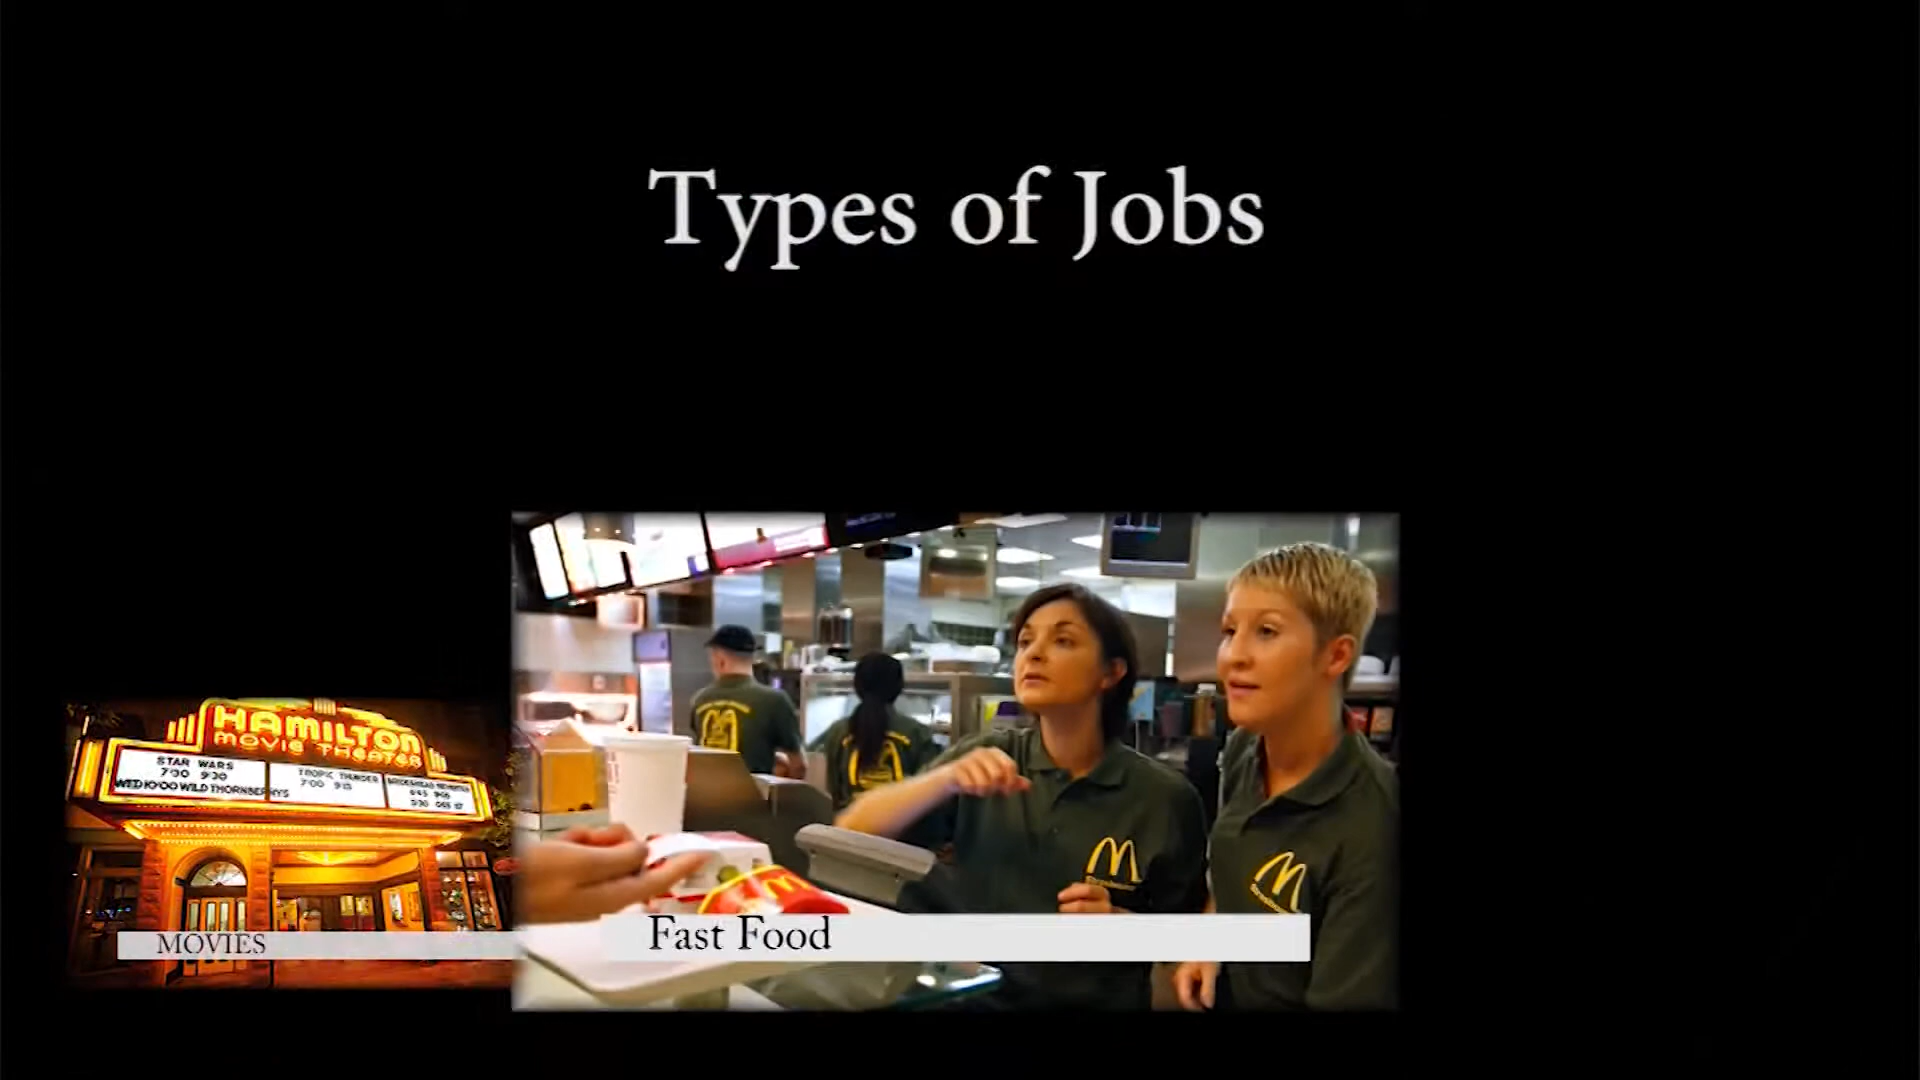 Types of Jobs
HAMILTON
MOVIE THEATER
STAR WARS
7:00 9:30
WED 10:00 WILD THORNBERRYS
TROPIC THUNDER
7:00 9:15
MOVIES
Fast Food